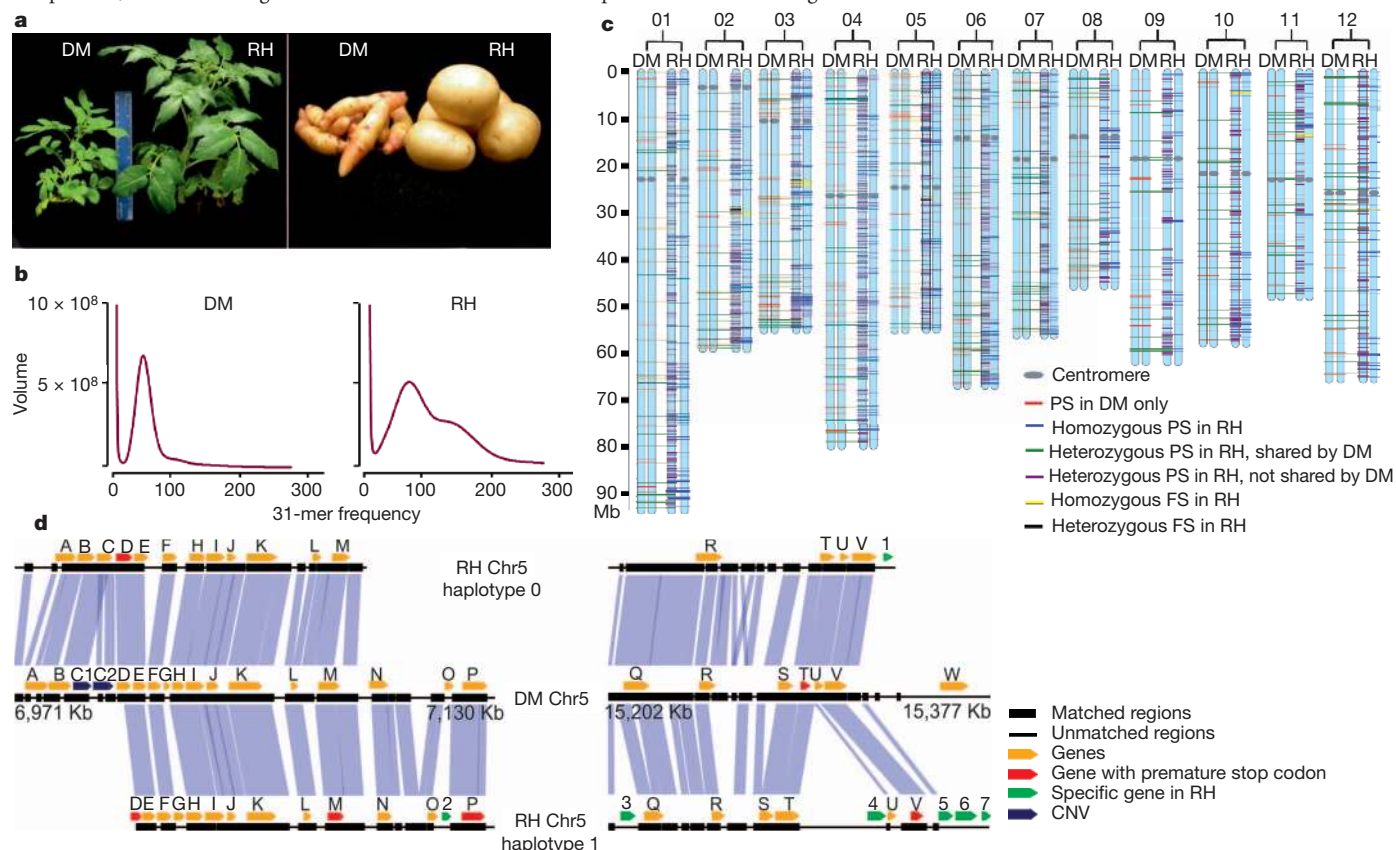 a
DM RH DM RH
b
DM RH
10 × 10⁸
5 × 10⁸
Volume
0 100 200 300 0 100 200 300
31-mer frequency
c
01 02 03 04 05 06 07 08 09 10 11 12
DM RH DM RH DM RH DM RH DM RH DM RH DM RH DM RH DM RH DM RH DM RH DM RH
0
10
20
30
40
50
60
70
80
90
Mb
Centromere
PS in DM only
Homozygous PS in RH
Heterozygous PS in RH, shared by DM
Heterozygous PS in RH, not shared by DM
Homozygous FS in RH
Heterozygous FS in RH
d
A B C D E F H I J K L M R T U V 1
RH Chr5
haplotype 0
A B C1 C2 D E F G H I J K L M N O P Q R S T U V W
DM Chr5
6,971 Kb 7,130 Kb 15,202 Kb 15,377 Kb
D E F G H I J K L M N O 2 P 3 Q R S T 4 U V 5 6 7
RH Chr5
haplotype 1
Matched regions
Unmatched regions
Genes
Gene with premature stop codon
Specific gene in RH
CNV